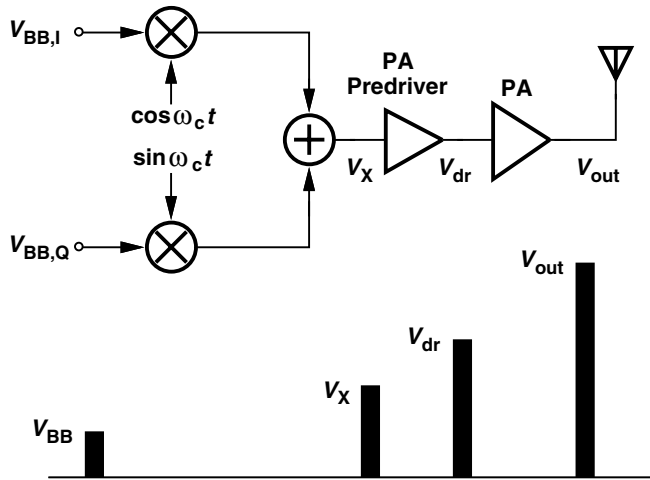 V_BB,I
cos ω_c t
sin ω_c t
V_BB,Q
PA
Predriver
PA
V_X
V_dr
V_out
V_BB
V_X
V_dr
V_out